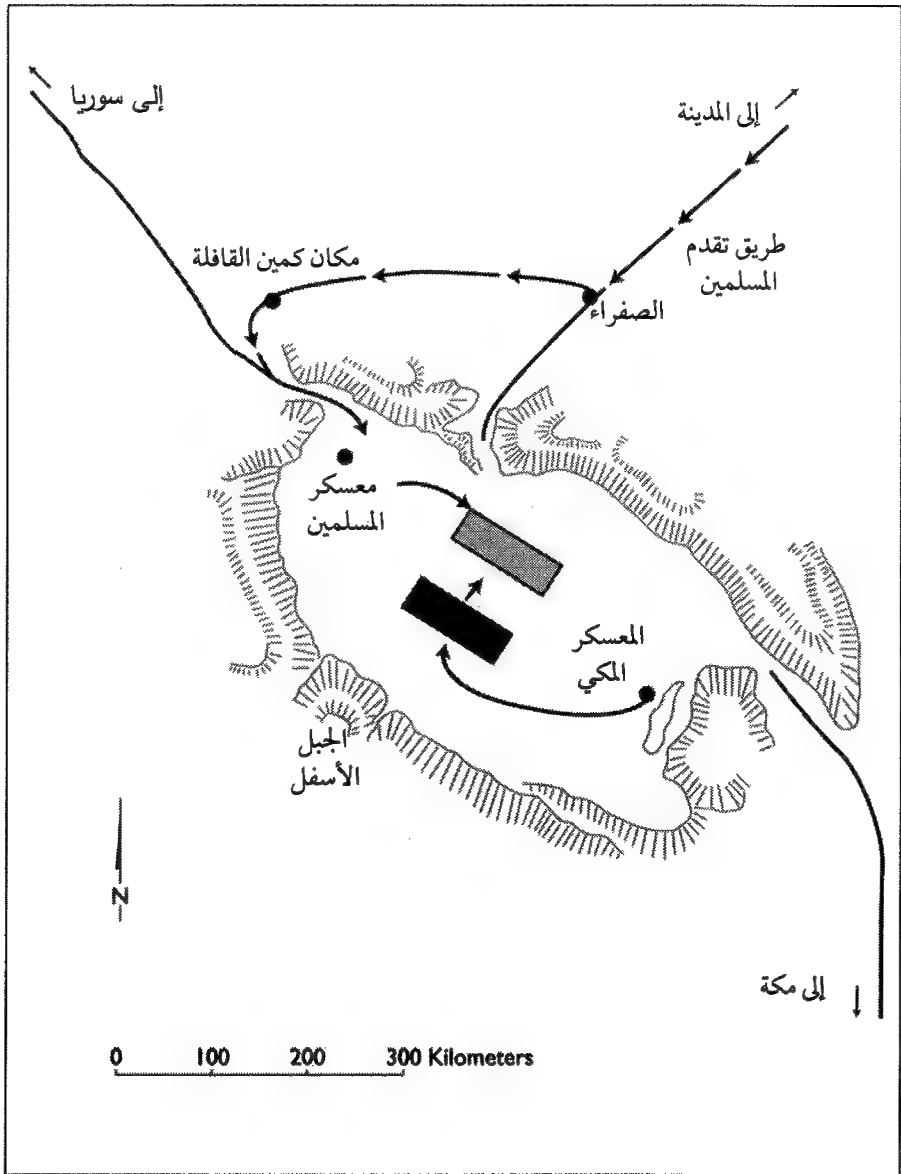 إلى سوريا
إلى المدينة
طريق تقدم
المسلمين
مكان كمين القافلة
الصفراء
معسكر
المسلمين
المعسكر
المكي
الجبل
الأسفل
N
إلى مكة
0 100 200 300 Kilometers